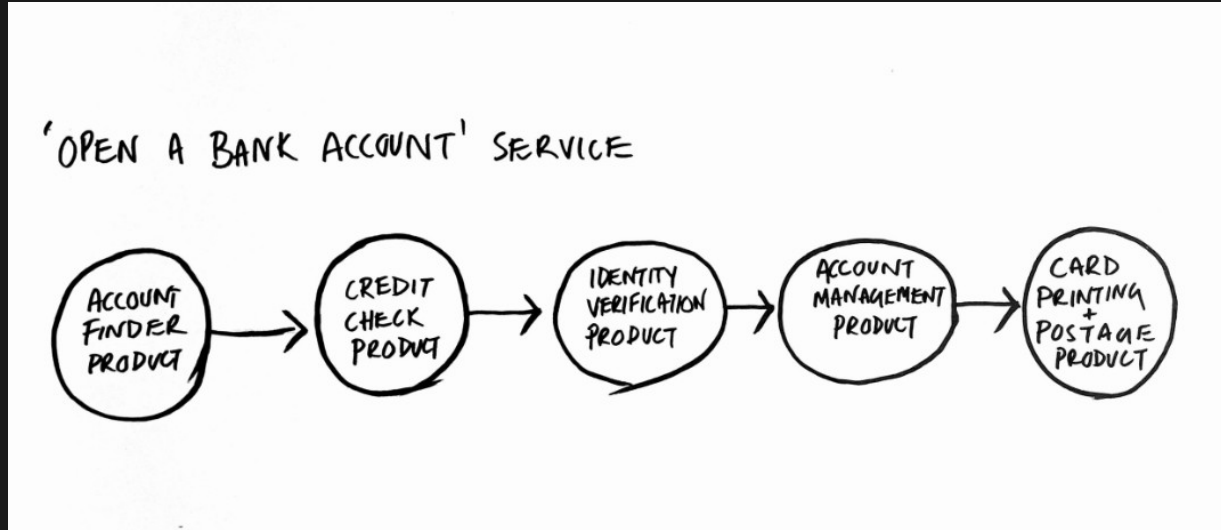 'OPEN A BANK ACCOUNT' SERVICE
ACCOUNT
FINDER
PRODUCT
CREDIT
CHECK
PRODUCT
IDENTITY
VERIFICATION
PRODUCT
ACCOUNT
MANAGEMENT
PRODUCT
CARD
PRINTING
+
POSTAGE
PRODUCT